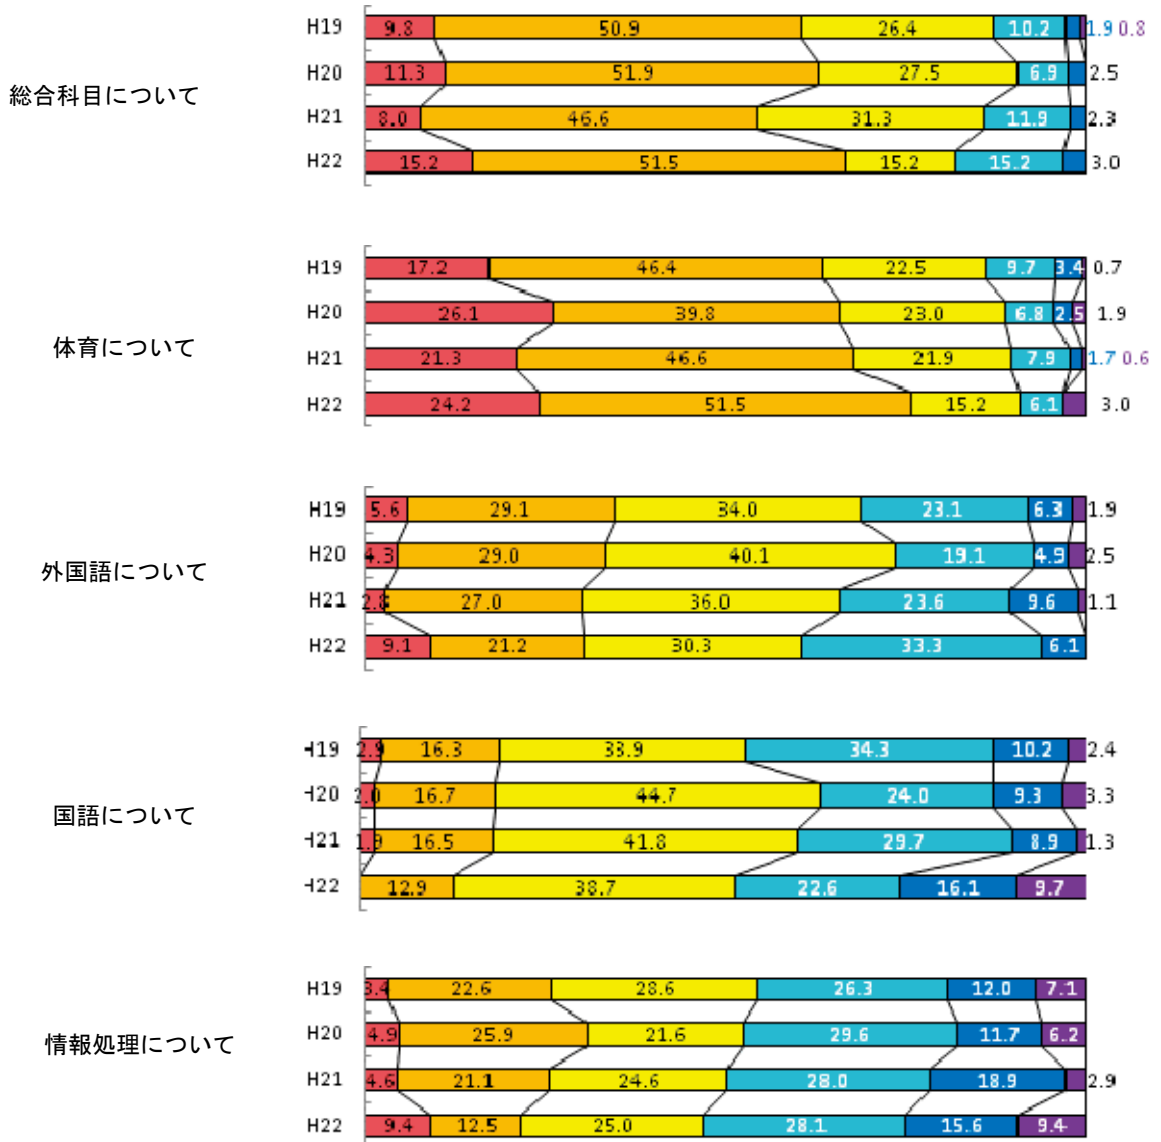 H19 9.8 50.9 26.4 10.2 1.9 0.8
H20 11.3 51.9 27.5 6.9 2.5
総合科目について
H21 8.0 46.6 31.3 11.9 2.3
H22 15.2 51.5 15.2 15.2 3.0
H19 17.2 46.4 22.5 9.7 3.4 0.7
H20 26.1 39.8 23.0 6.8 2.5 1.9
体育について
H21 21.3 46.6 21.9 7.9 1.7 0.6
H22 24.2 51.5 15.2 6.1 3.0
H19 5.6 29.1 34.0 23.1 6.3 1.9
H20 4.3 29.0 40.1 19.1 4.9 2.5
外国語について
H21 2.8 27.0 36.0 23.6 9.6 1.1
H22 9.1 21.2 30.3 33.3 6.1
H19 2.9 16.3 33.9 34.3 10.2 2.4
H20 2.0 16.7 44.7 24.0 9.3 3.3
国語について
H21 1.9 16.5 41.8 29.7 8.9 1.3
H22 12.9 38.7 22.6 16.1 9.7
H19 3.4 22.6 28.6 26.3 12.0 7.1
H20 4.9 25.9 21.6 29.6 11.7 6.2
情報処理について
H21 4.6 21.1 24.6 28.0 18.9 2.9
H22 9.4 12.5 25.0 28.1 15.6 9.4